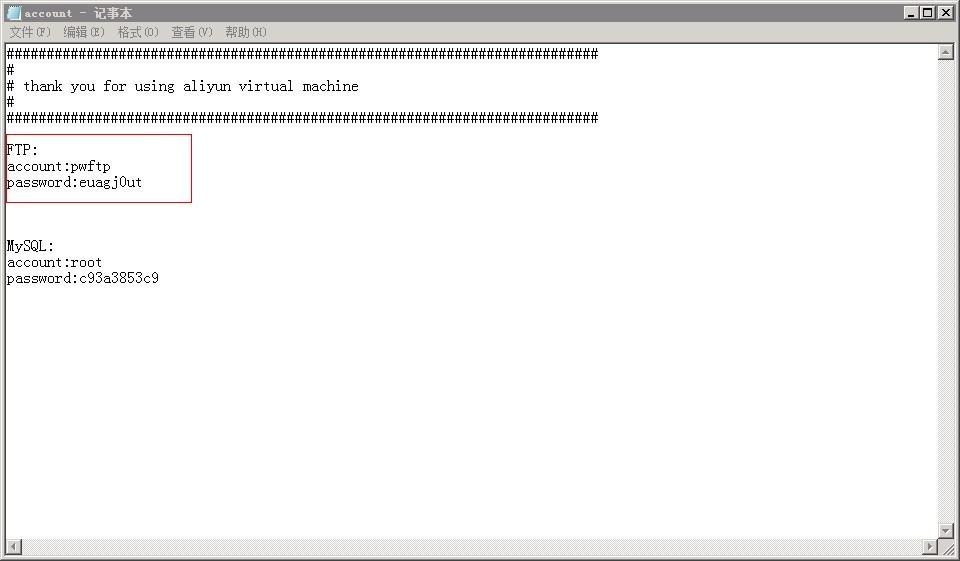 account - 记事本
文件(F) 编辑(E) 格式(O) 查看(V) 帮助(H)
##########################################################################
#
# thank you for using aliyun virtual machine
#
##########################################################################
FTP:
account:pwftp
password:euagj0ut
MySQL:
account:root
password:c93a3853c9